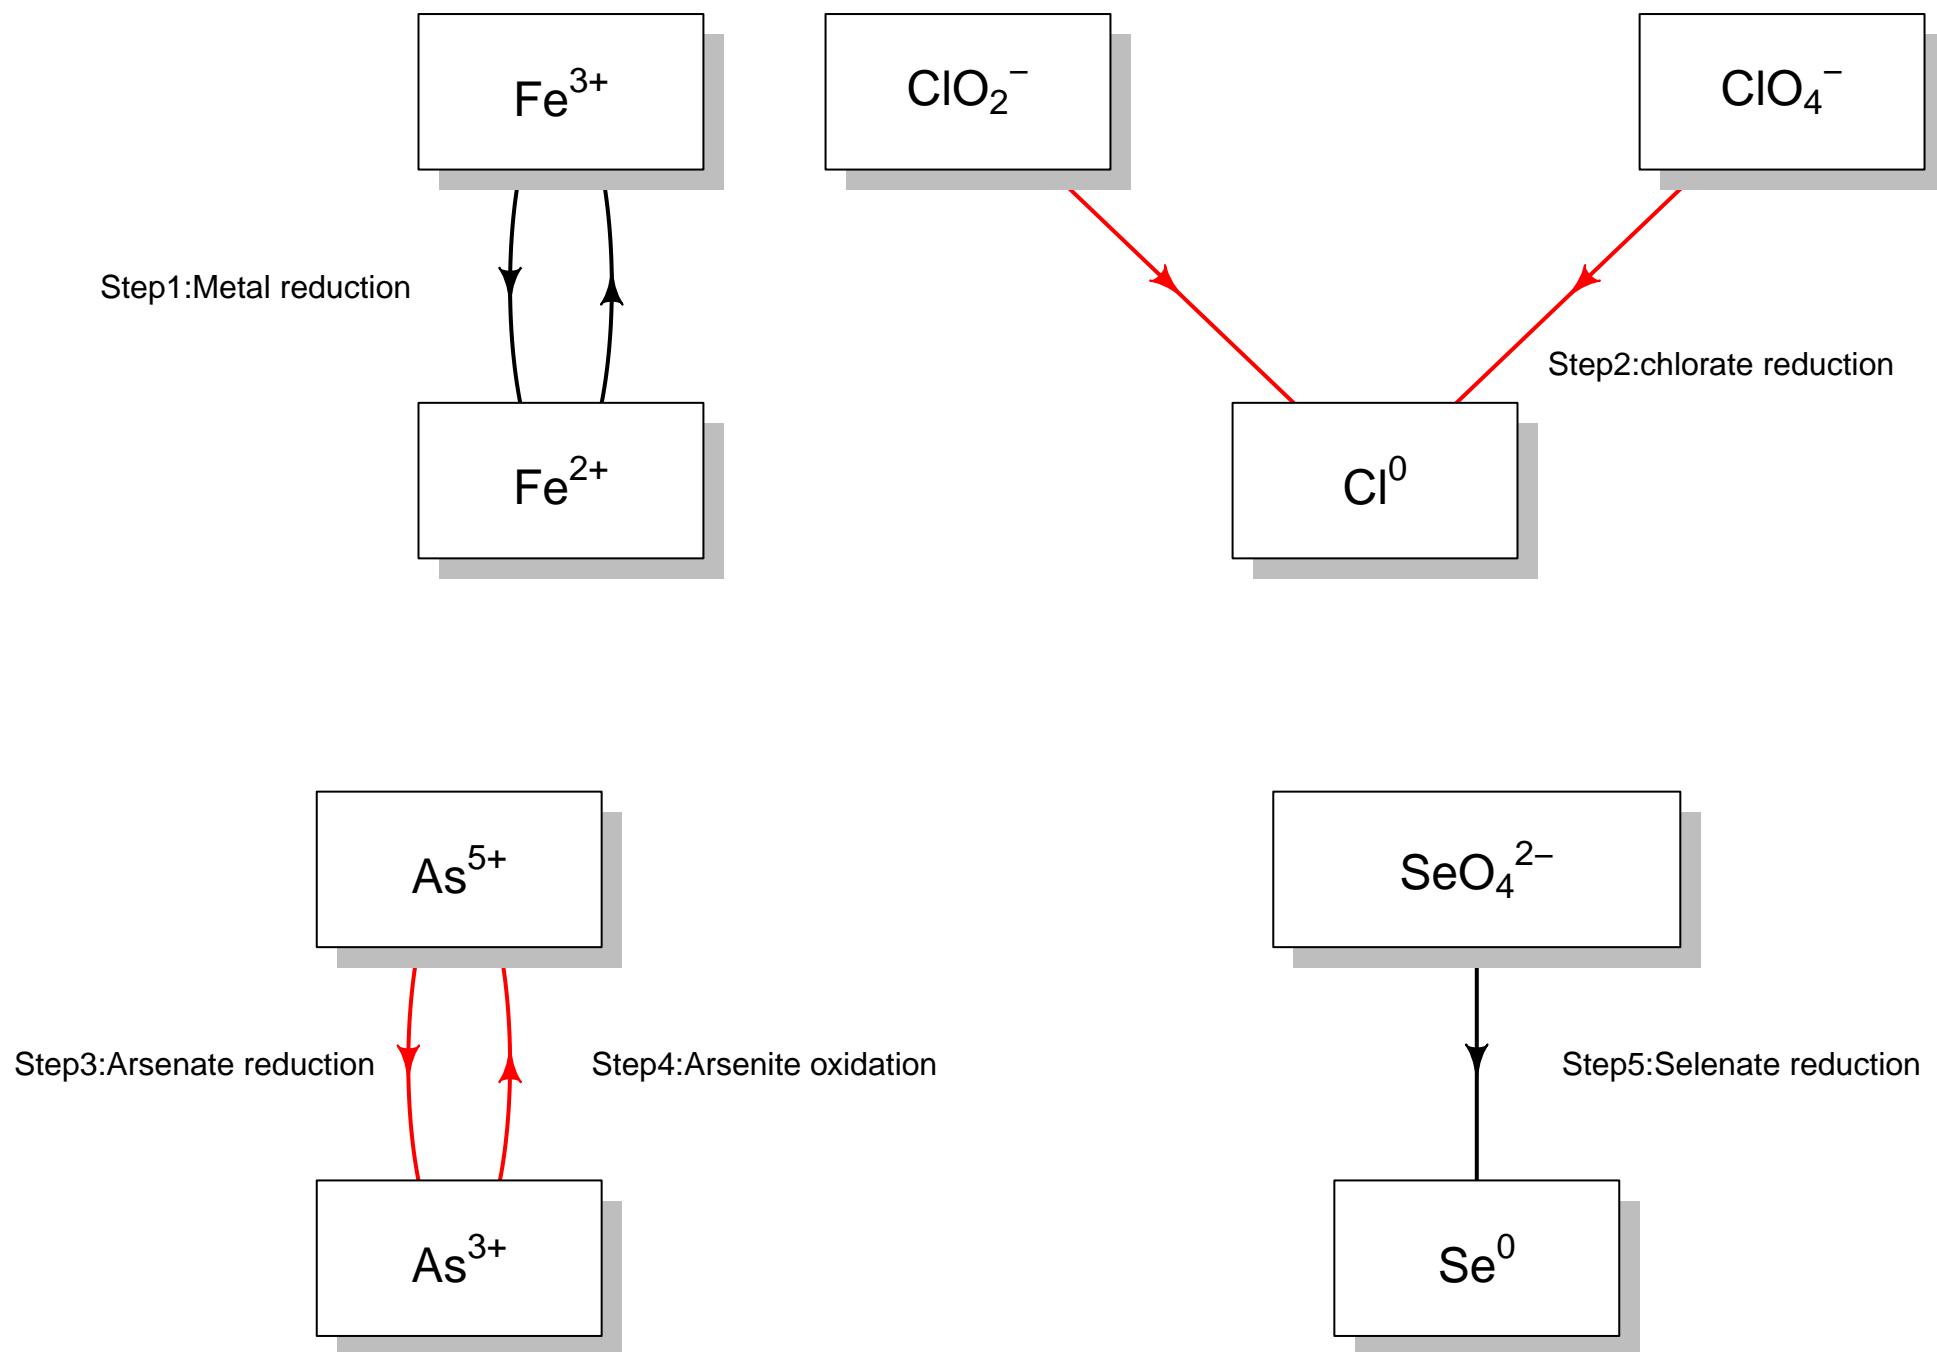 Fe³⁺
ClO₂⁻
ClO₄⁻
Step1:Metal reduction
Step2:chlorate reduction
Fe²⁺
Cl⁰
As⁵⁺
SeO₄²⁻
Step3:Arsenate reduction
Step4:Arsenite oxidation
Step5:Selenate reduction
As³⁺
Se⁰